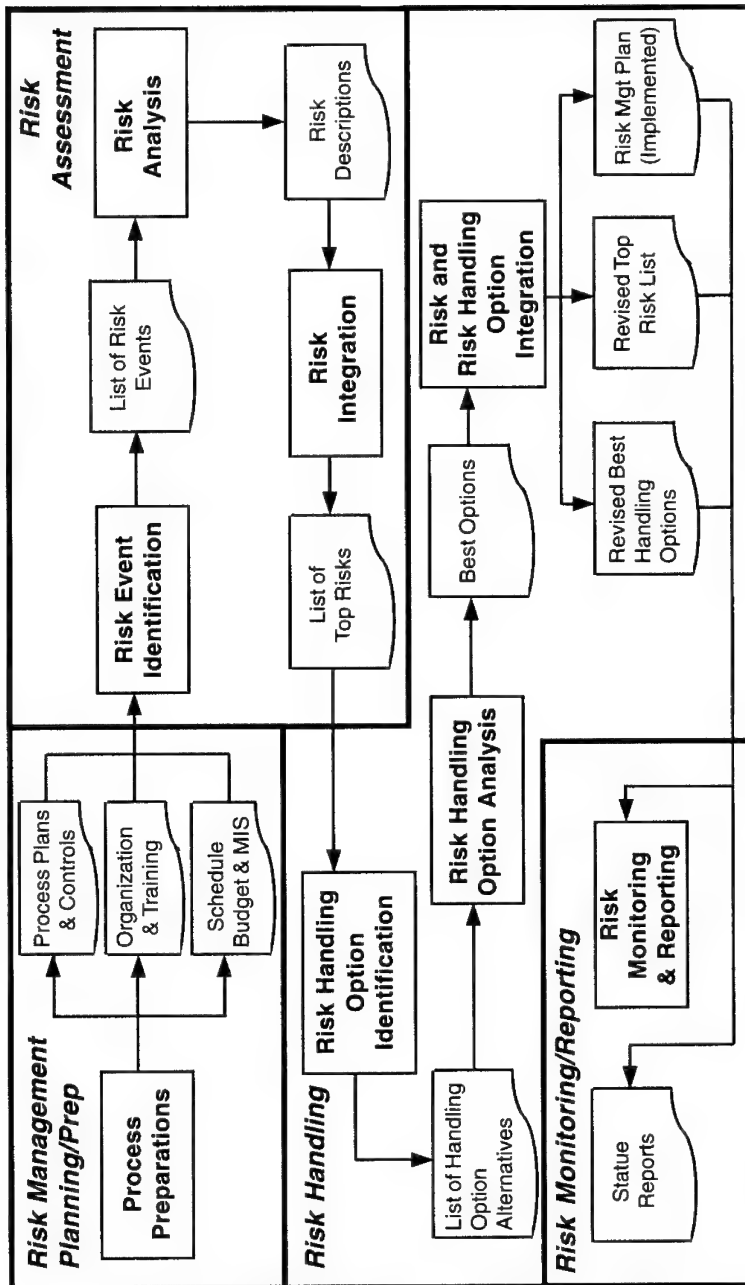 Risk Management
Planning/Prep
Process
Preparations
Process Plans
& Controls
Organization
& Training
Schedule
Budget & MIS
Risk
Assessment
Risk Event
Identification
List of Risk
Events
Risk
Analysis
Risk
Descriptions
Risk
Integration
List of
Top Risks
Risk Handling
Risk Handling
Option
Identification
List of Handling
Option
Alternatives
Risk Handling
Option Analysis
Best Options
Risk and
Risk Handling
Option
Integration
Revised Best
Handling
Options
Revised Top
Risk List
Risk Mgt Plan
(Implemented)
Risk Monitoring/Reporting
Risk
Monitoring
& Reporting
Statue
Reports